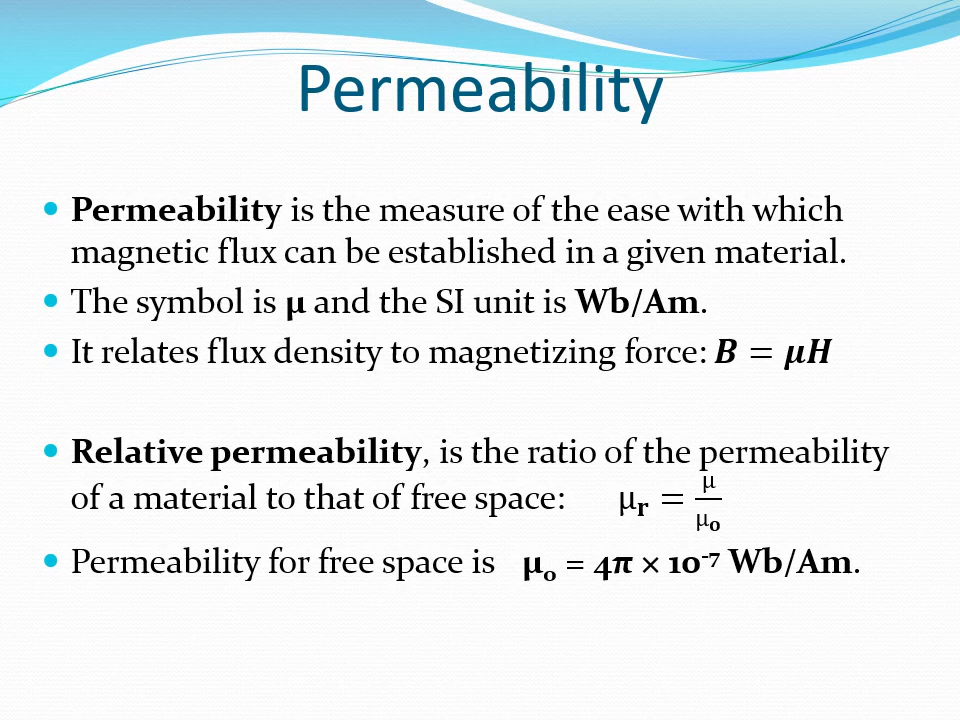 Permeability
• Permeability is the measure of the ease with which
magnetic flux can be established in a given material.
• The symbol is μ and the SI unit is Wb/Am.
• It relates flux density to magnetizing force: B = μH
• Relative permeability, is the ratio of the permeability
of a material to that of free space: μr = μ/μo
• Permeability for free space is μo = 4π × 10⁻⁷ Wb/Am.